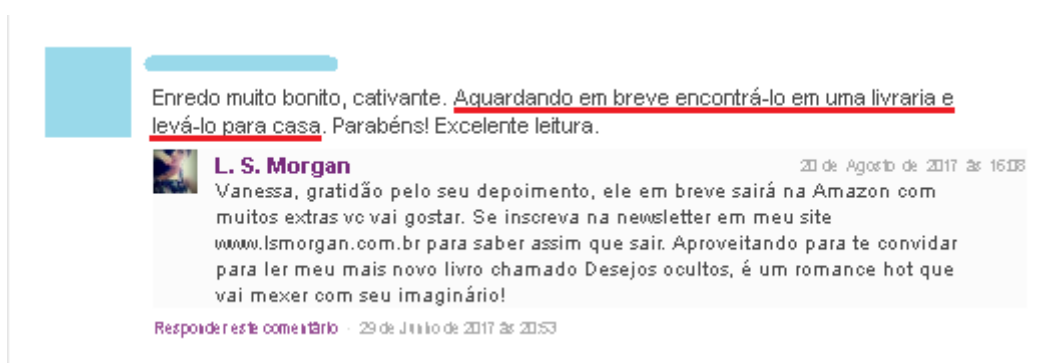 Enredo muito bonito, cativante. Aquardando em breve encontrá-lo em uma livraria e
levá-lo para casa. Parabéns! Excelente leitura.
L. S. Morgan
20 de Agosto de 2017 às 16:08
Vanessa, gratidão pelo seu depoimento, ele em breve sairá na Amazon com
muitos extras vc vai gostar. Se inscreva na newsletter em meu site
www.lsmorgan.com.br para saber assim que sair. Aproveitando para te convidar
para ler meu mais novo livro chamado Desejos ocultos, é um romance hot que
vai mexer com seu imaginário!
Responder este comentário · 29 de Junho de 2017 às 20:53